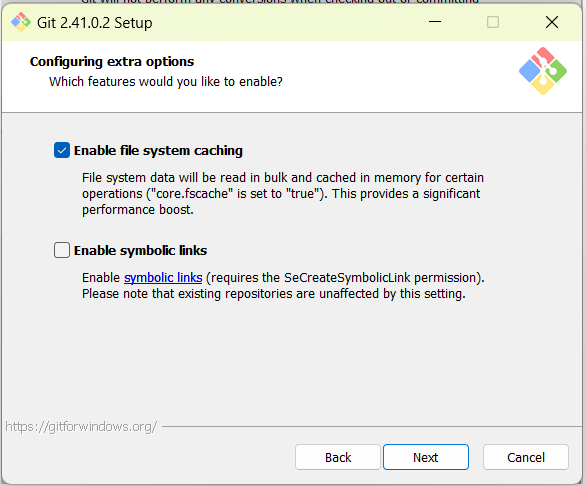 Git will not perform any conversions when checking out or committing
Git 2.41.0.2 Setup
Configuring extra options
Which features would you like to enable?
Enable file system caching
File system data will be read in bulk and cached in memory for certain
operations ("core.fscache" is set to "true"). This provides a significant
performance boost.
Enable symbolic links
Enable symbolic links (requires the SeCreateSymbolicLink permission).
Please note that existing repositories are unaffected by this setting.
https://gitforwindows.org/
Back
Next
Cancel